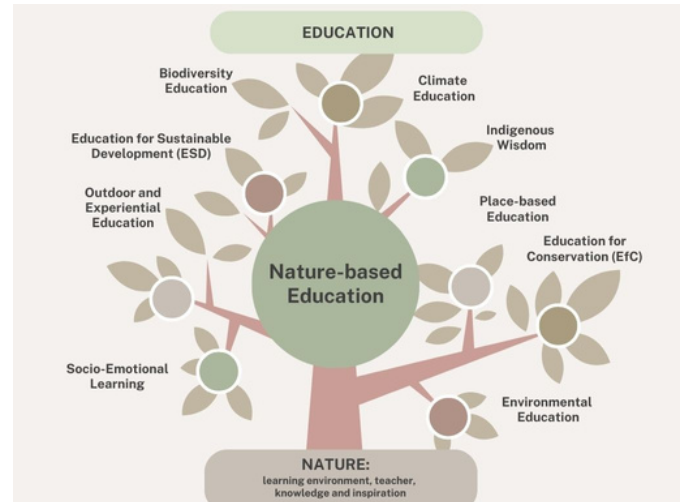 EDUCATION
Biodiversity
Education
Climate
Education
Education for Sustainable
Development (ESD)
Indigenous
Wisdom
Outdoor and
Experiential
Education
Place-based
Education
Education for
Conservation (EfC)
Nature-based
Education
Socio-Emotional
Learning
Environmental
Education
NATURE:
learning environment, teacher,
knowledge and inspiration